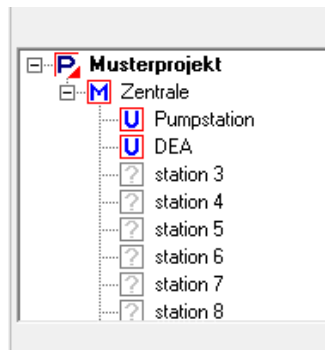 P Musterprojekt
M Zentrale
U Pumpstation
U DEA
? station 3
? station 4
? station 5
? station 6
? station 7
? station 8